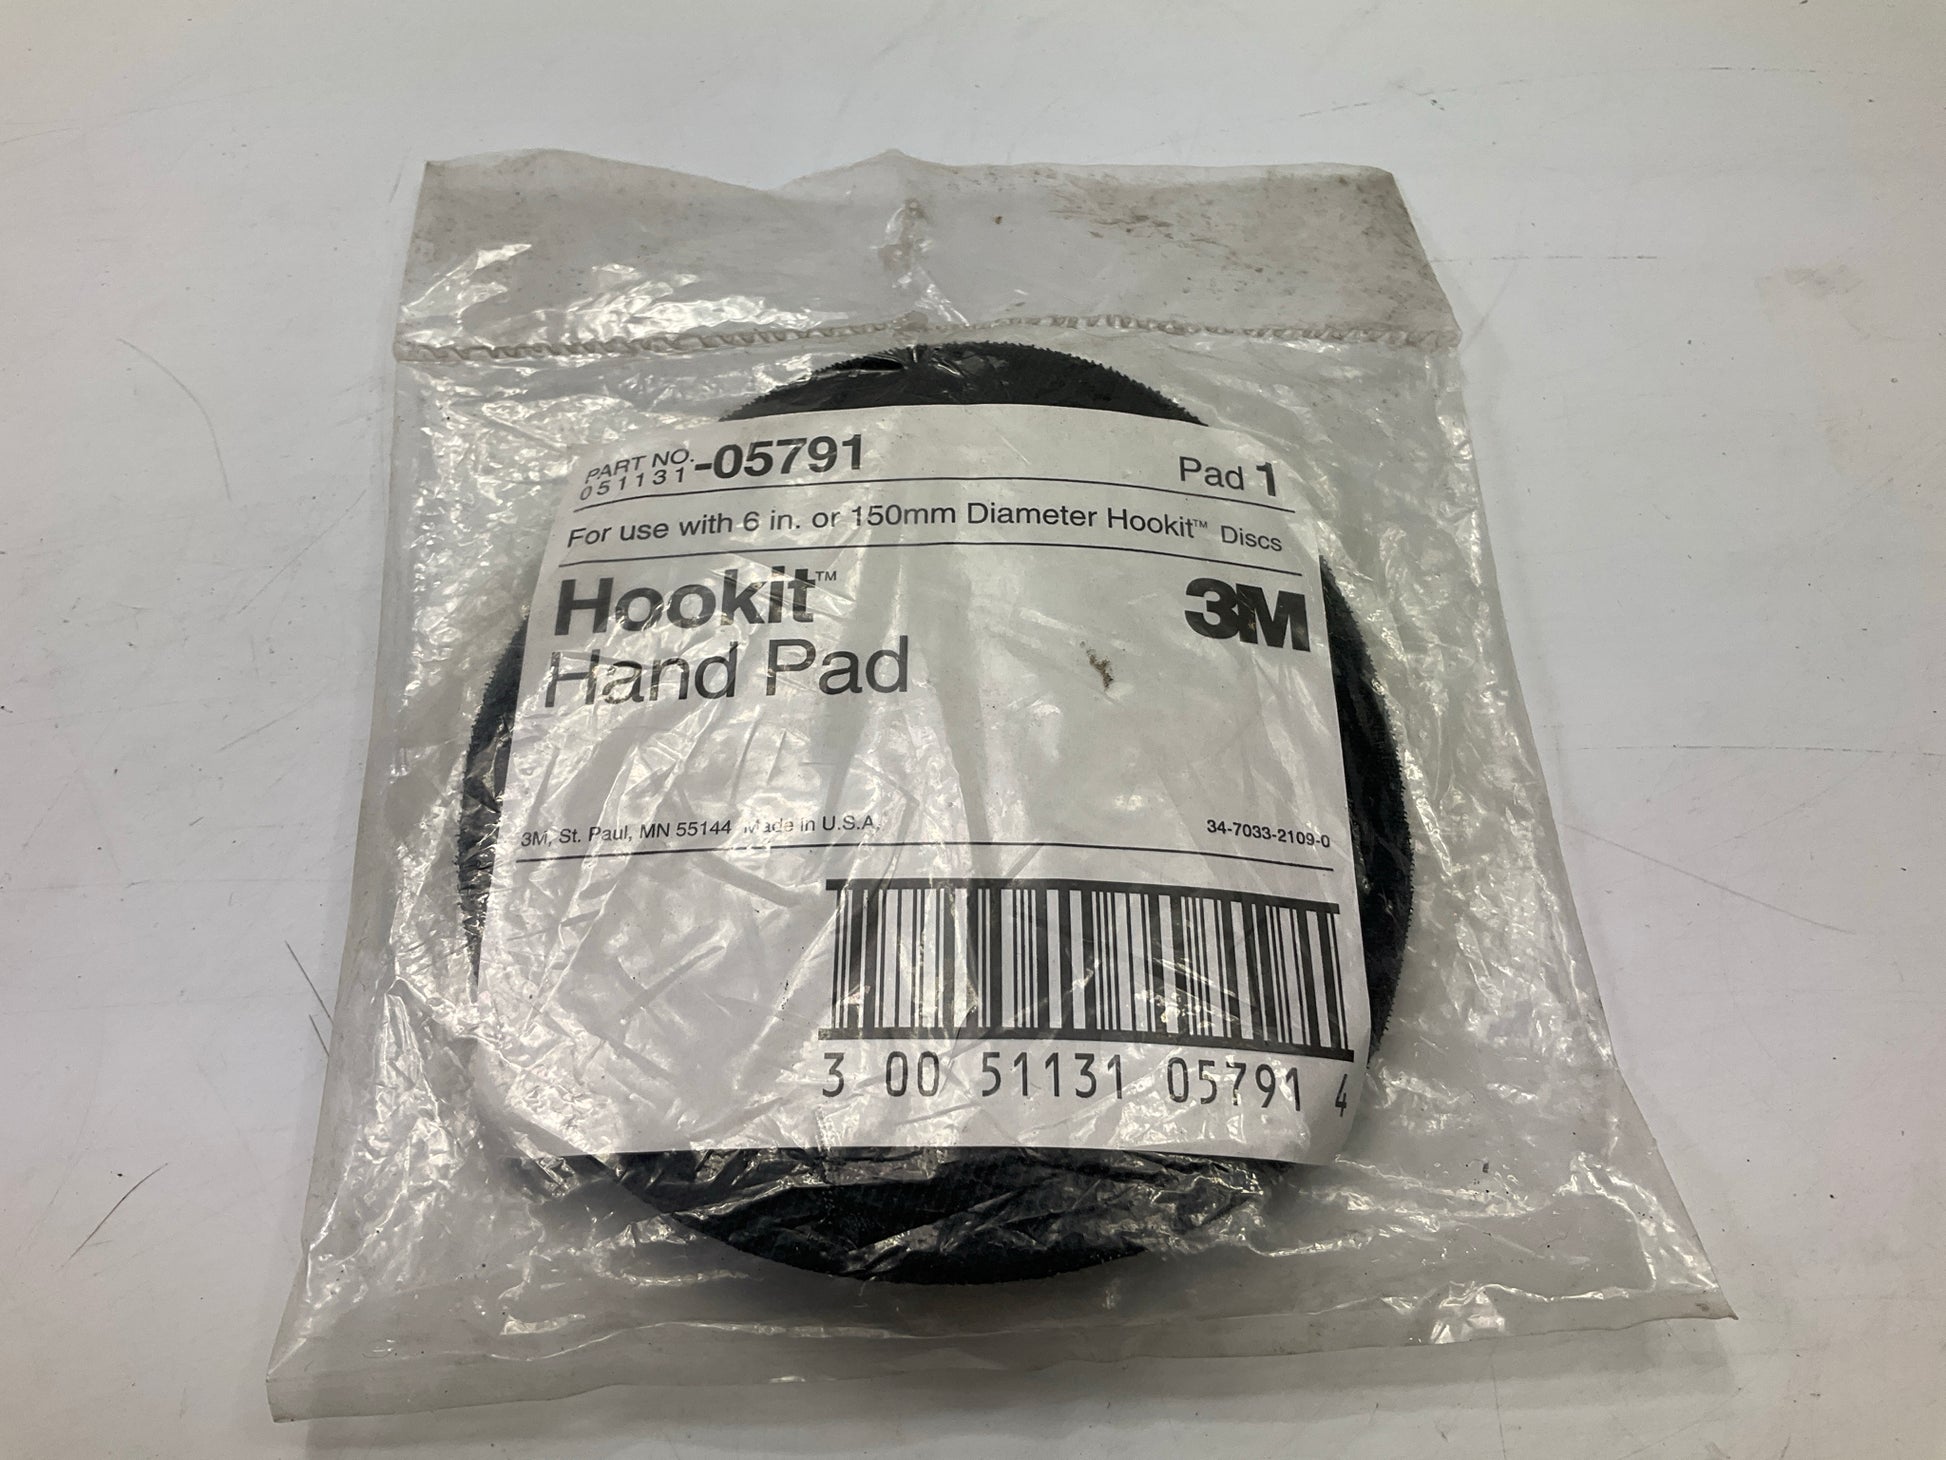 PART NO. -05791 Pad 1
051131
For use with 6 in. or 150mm Diameter Hookit™ Discs
Hookit™ 3M
Hand Pad
3M, St. Paul, MN 55144 Made in U.S.A. 34-7033-2109-0
3 00 51131 05791 4